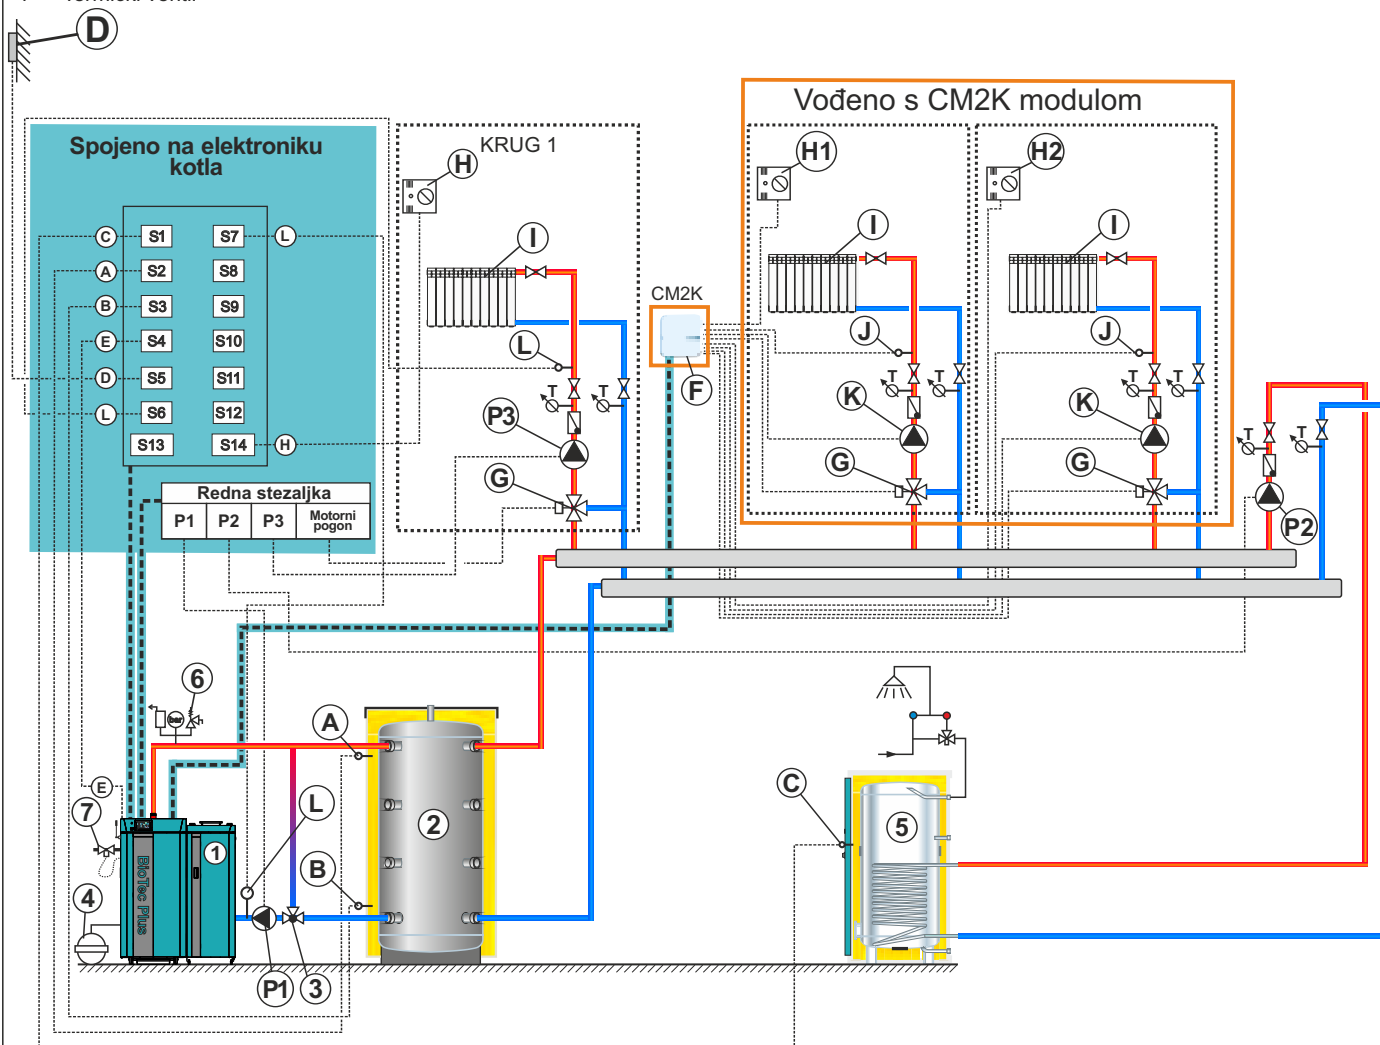 D
Vođeno s CM2K modulom
Spojeno na elektroniku
kotla
KRUG 1
H
H1
H2
C
S1
S7
L
A
S2
S8
B
S3
S9
E
S4
S10
D
S5
S11
L
S6
S12
S13
S14
H
I
I
I
CM2K
F
L
J
J
T
T
T
T
T
T
T
T
P3
K
K
G
G
G
P2
Redna stezaljka
P1
P2
P3
Motorni
pogon
6
bar
A
E
7
1
BioTec Plus
L
2
B
4
P1
3
C
5